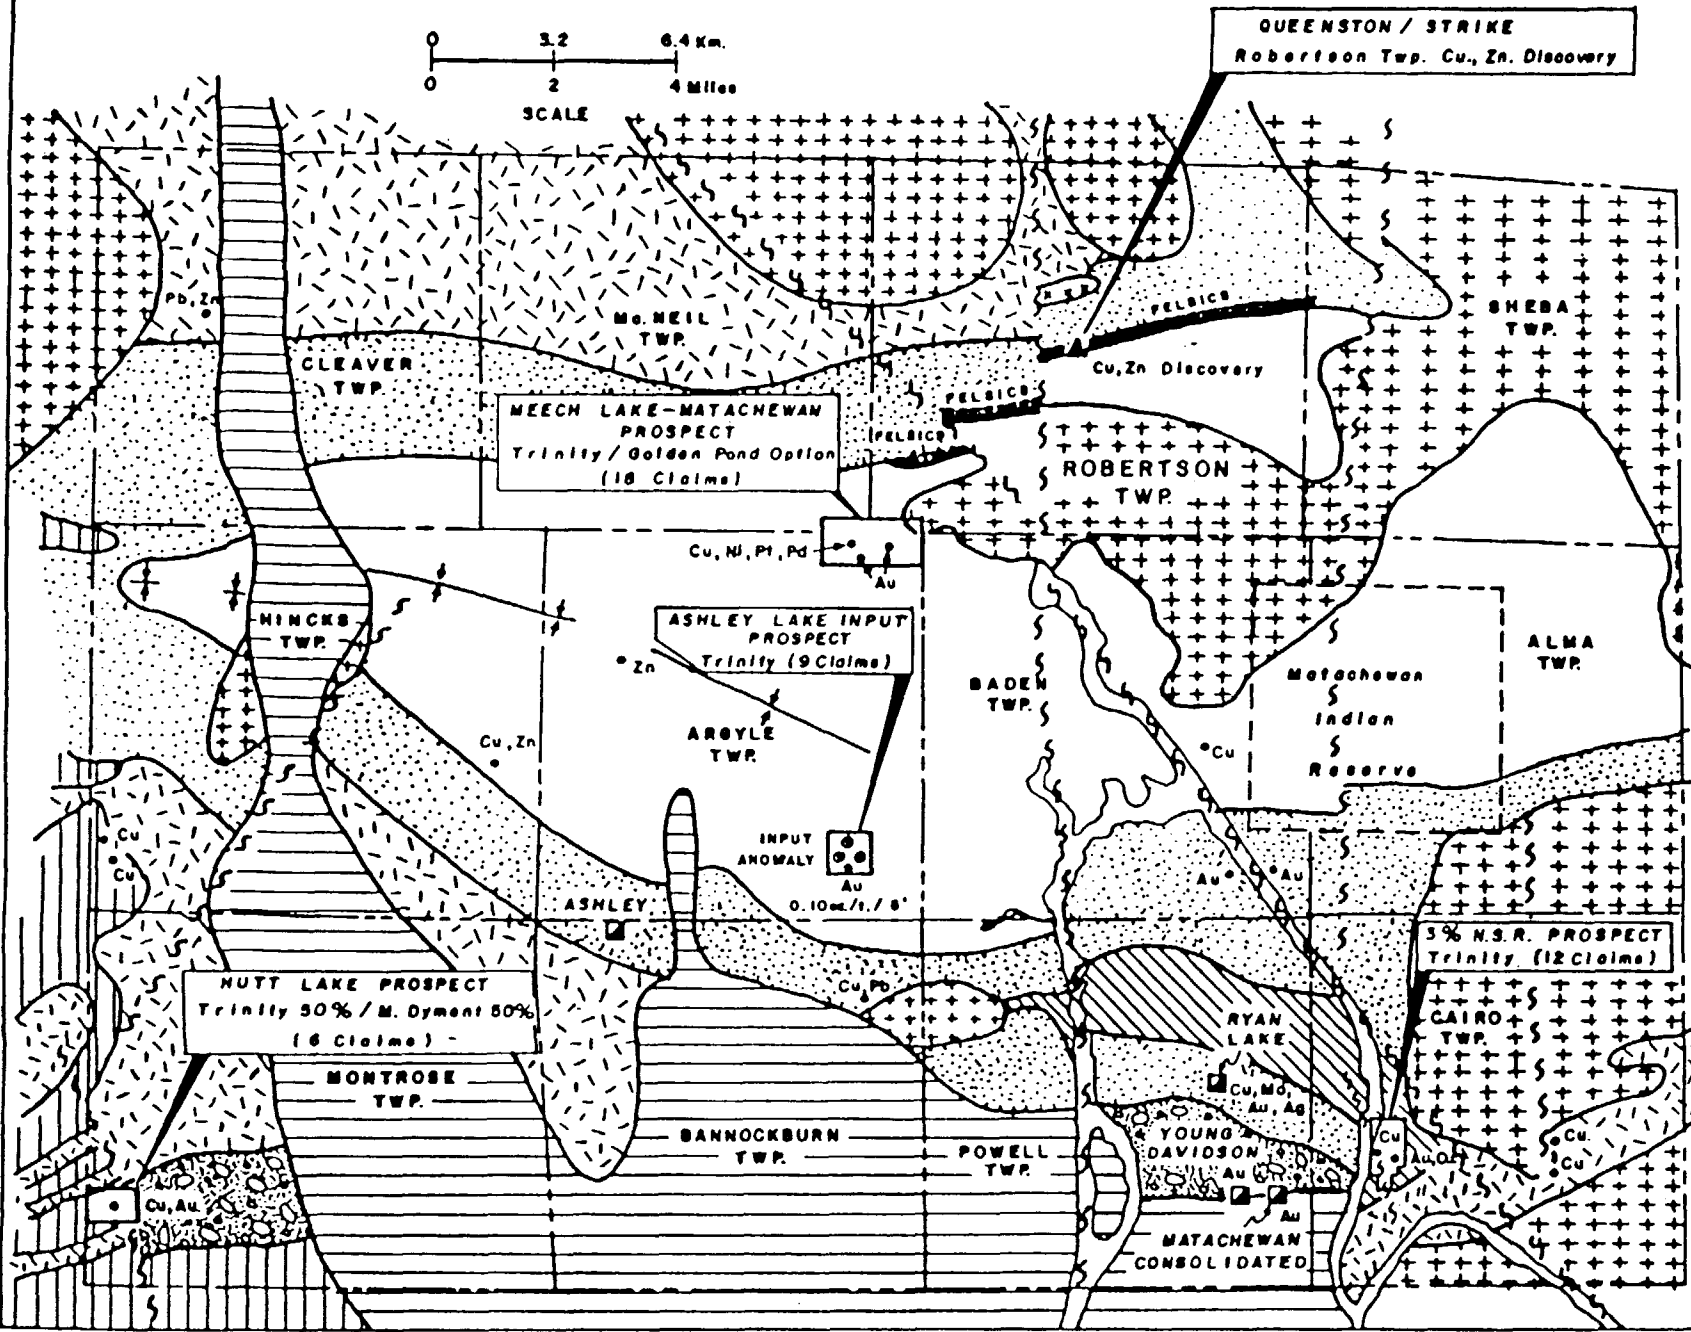 QUEENSTON / STRIKE
Robertson Twp. Cu., Zn. Discovery
0 3.2 6.4 Km.
0 2 4 Miles
SCALE
Pb, Zn
Mc. NEIL
TWP.
FELSICS
SHEBA
TWP.
CLEAVER
TWP.
Cu, Zn Discovery
FELSICS
MEECH LAKE-MATACHEWAN
PROSPECT
Trinity / Golden Pond Option
(18 Claims)
FELSICS
ROBERTSON
TWP.
Cu, Ni, Pt, Pd
Au
HINCKS
TWP.
ASHLEY LAKE INPUT
PROSPECT
Trinity (9 Claims)
Zn
BADEN
TWP.
ALMA
TWP.
Matachewan
Indian
Reserve
ARGYLE
TWP.
Cu, Zn
Cu
Cu
Cu
INPUT
ANOMALY
Au
0.10oz./t. / 5'
Au
Au
ASHLEY
3% N.S.R. PROSPECT
Trinity (12 Claims)
HUTT LAKE PROSPECT
Trinity 50% / M. Dyment 50%
(6 Claims)
Cu, Pb
RYAN
LAKE
CAIRO
TWP.
MONTROSE
TWP.
Cu, Mo,
Au, Ag
BANNOCKBURN
TWP.
POWELL
TWP.
YOUNG
DAVIDSON
Au
Cu
Cu
Cu
Cu, Au
Au
MATACHEWAN
CONSOLIDATED